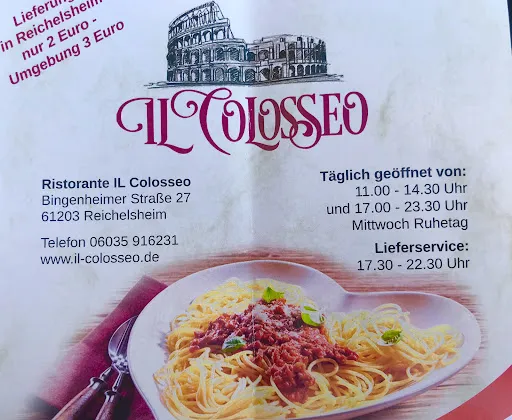 Lieferung
in Reichelsheim
nur 2 Euro -
Umgebung 3 Euro
IL COLOSSEO
Ristorante IL Colosseo
Bingenheimer Straße 27
61203 Reichelsheim
Telefon 06035 916231
www.il-colosseo.de
Täglich geöffnet von:
11.00 - 14.30 Uhr
und 17.00 - 23.30 Uhr
Mittwoch Ruhetag
Lieferservice:
17.30 - 22.30 Uhr